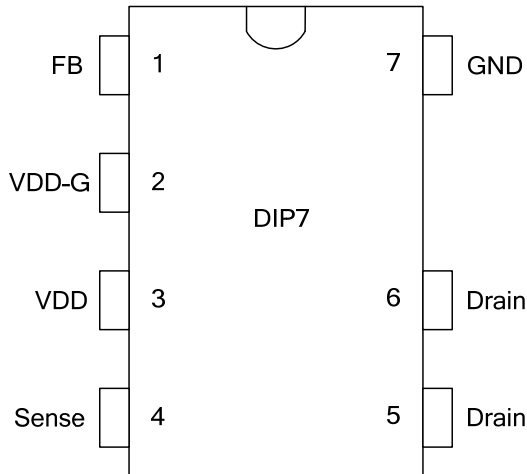 FB 1 7 GND
VDD-G 2
DIP7
VDD 3 6 Drain
Sense 4 5 Drain